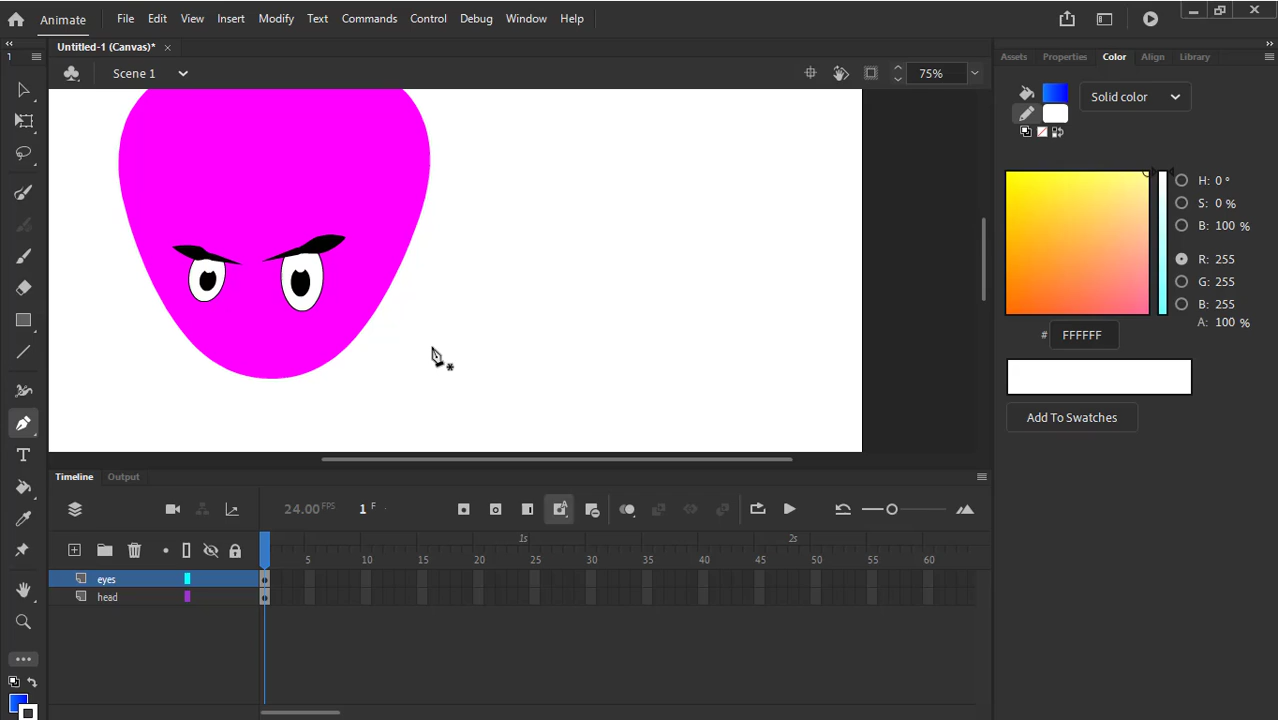 Animate File Edit View Insert Modify Text Commands Control Debug Window Help
Untitled-1 (Canvas)* ×
Scene 1 75%
1
Assets Properties Color Align Library
Solid color
H: 0 °
S: 0 %
B: 100 %
R: 255
G: 255
B: 255
A: 100 %
# FFFFFF
Add To Swatches
Timeline Output
24.00 FPS 1 F
1s 2s
5 10 15 20 25 30 35 40 45 50 55 60
eyes
head